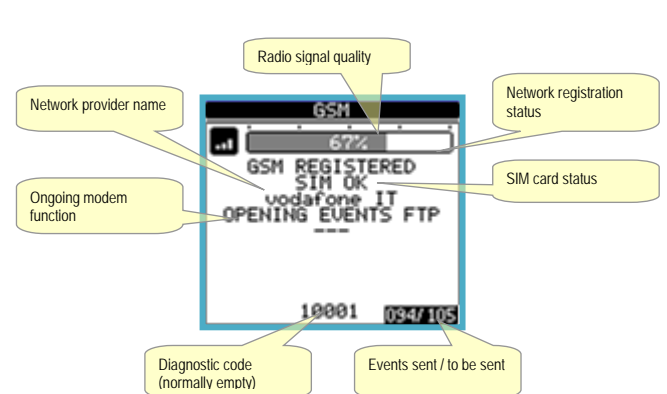 Radio signal quality
Network provider name
Network registration
status
GSM
67%
GSM REGISTERED
SIM OK
vodafone IT
OPENING EVENTS FTP
---
SIM card status
Ongoing modem
function
10001
094/105
Diagnostic code
(normally empty)
Events sent / to be sent